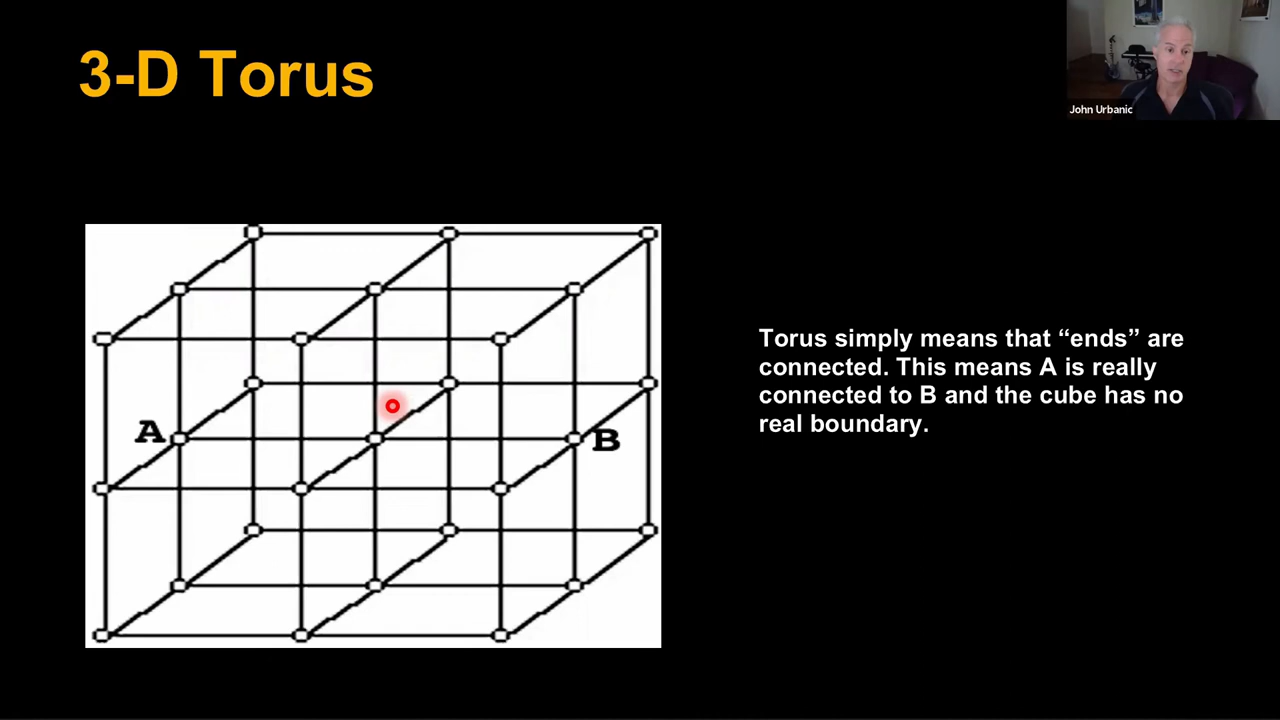 3-D Torus
John Urbanic
A
B
Torus simply means that “ends” are
connected. This means A is really
connected to B and the cube has no
real boundary.